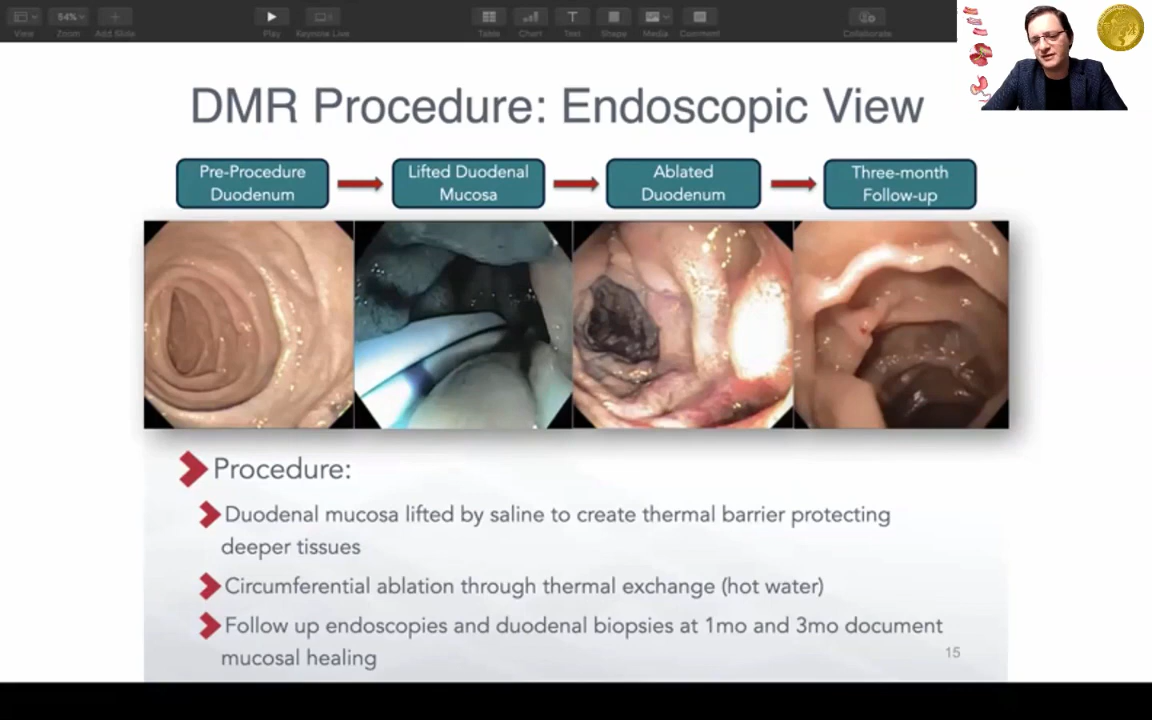 54%
View
Zoom
Add Slide
Play
Keynote Live
Table
Chart
Text
Shape
Media
Comment
Collaborate
DMR Procedure: Endoscopic View
Pre-Procedure
Duodenum
Lifted Duodenal
Mucosa
Ablated
Duodenum
Three-month
Follow-up
Procedure:
Duodenal mucosa lifted by saline to create thermal barrier protecting
deeper tissues
Circumferential ablation through thermal exchange (hot water)
Follow up endoscopies and duodenal biopsies at 1mo and 3mo document
mucosal healing
15